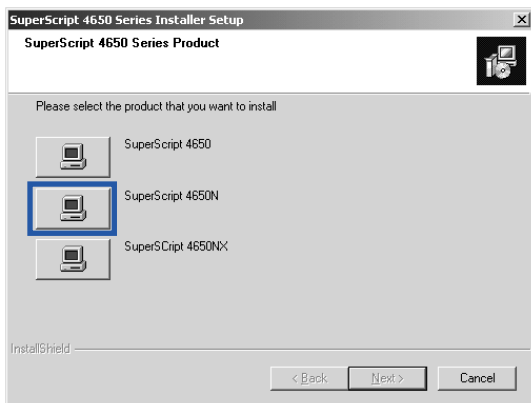 SuperScript 4650 Series Installer Setup
SuperScript 4650 Series Product
Please select the product that you want to install
SuperScript 4650
SuperScript 4650N
SuperSCript 4650NX
InstallShield
< Back
Next >
Cancel